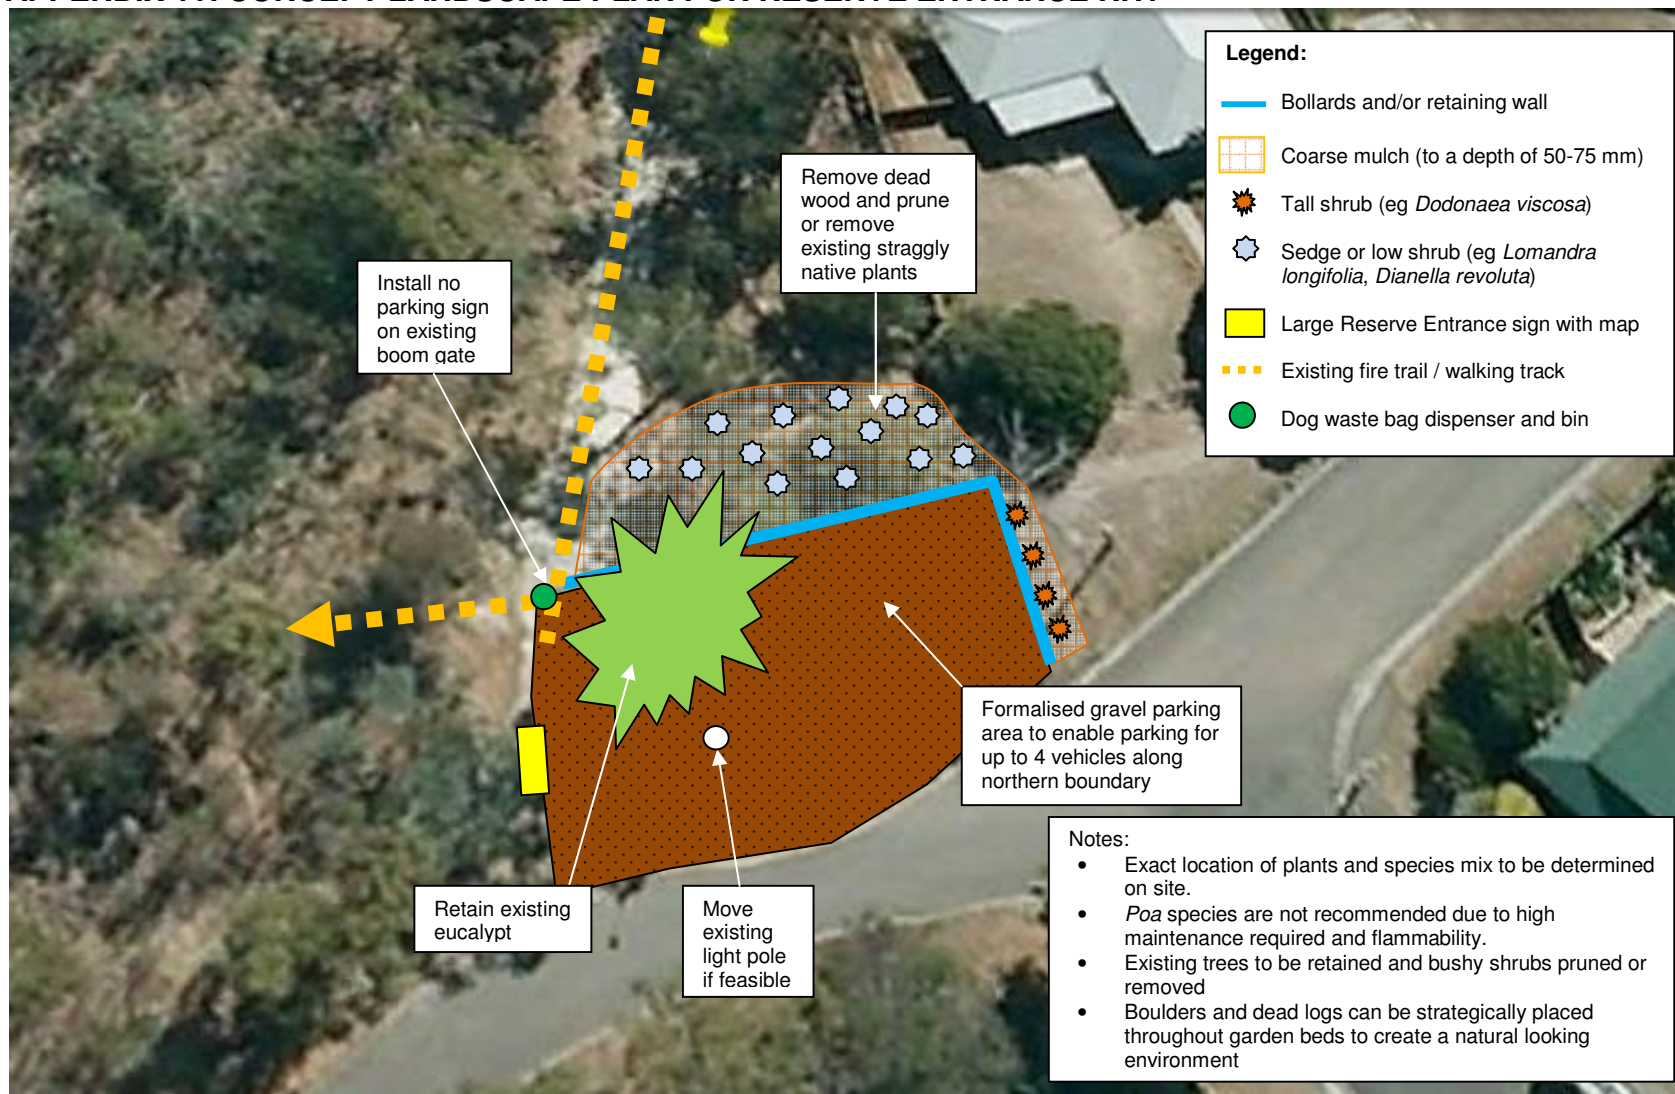 Legend:
Bollards and/or retaining wall
Coarse mulch (to a depth of 50-75 mm)
Tall shrub (eg Dodonaea viscosa)
Sedge or low shrub (eg Lomandra
longifolia, Dianella revoluta)
Large Reserve Entrance sign with map
Existing fire trail / walking track
Dog waste bag dispenser and bin
Remove dead
wood and prune
or remove
existing straggly
native plants
Install no
parking sign
on existing
boom gate
Formalised gravel parking
area to enable parking for
up to 4 vehicles along
northern boundary
Retain existing
eucalypt
Move
existing
light pole
if feasible
Notes:
• Exact location of plants and species mix to be determined
on site.
• Poa species are not recommended due to high
maintenance required and flammability.
• Existing trees to be retained and bushy shrubs pruned or
removed
• Boulders and dead logs can be strategically placed
throughout garden beds to create a natural looking
environment